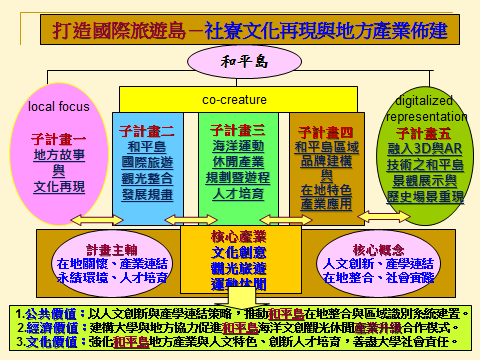 打造國際旅遊島－社寮文化再現與地方產業佈建
和平島
local focus
co-creature
digitalized
representation
子計畫一
地方故事
與
文化再現
子計畫二
和平島
國際旅遊
觀光整合
發展規畫
子計畫三
海洋運動
休閒產業
規劃暨遊程
人才培育
子計畫四
和平島區域
品牌建構
與
在地特色
產業應用
子計畫五
融入3D與AR
技術之和平島
景觀展示與
歷史場景重現
計畫主軸
在地關懷、產業連結
永續環境、人才培育
核心產業
文化創意
觀光旅遊
運動休閒
核心概念
人文創新、產學連結
在地整合、社會實踐
1.公共價值：以人文創新與產學連結策略，推動和平島在地整合與區域識別系統建置。
2.經濟價值：建構大學與地方協力促進和平島海洋文創觀光休閒產業升級合作模式。
3.文化價值：強化和平島地方產業與人文特色、創新人才培育，善盡大學社會責任。